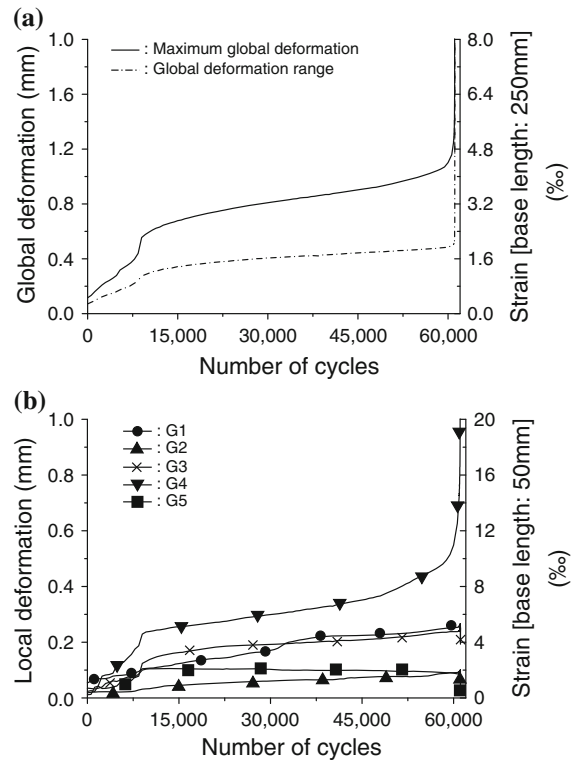 (a)
: Maximum global deformation
: Global deformation range
1.0
1.6
1.2
0.8
0.4
0.0
Global deformation (mm)
8.0
6.4
4.8
3.2
1.6
0.0
Strain [base length: 250mm]
(‰)
0
15,000
30,000
45,000
60,000
Number of cycles
(b)
: G1
: G2
: G3
: G4
: G5
1.0
0.8
0.6
0.4
0.2
0.0
Local deformation (mm)
20
16
12
8
4
0
Strain [base length: 50mm]
(‰)
0
15,000
30,000
45,000
60,000
Number of cycles